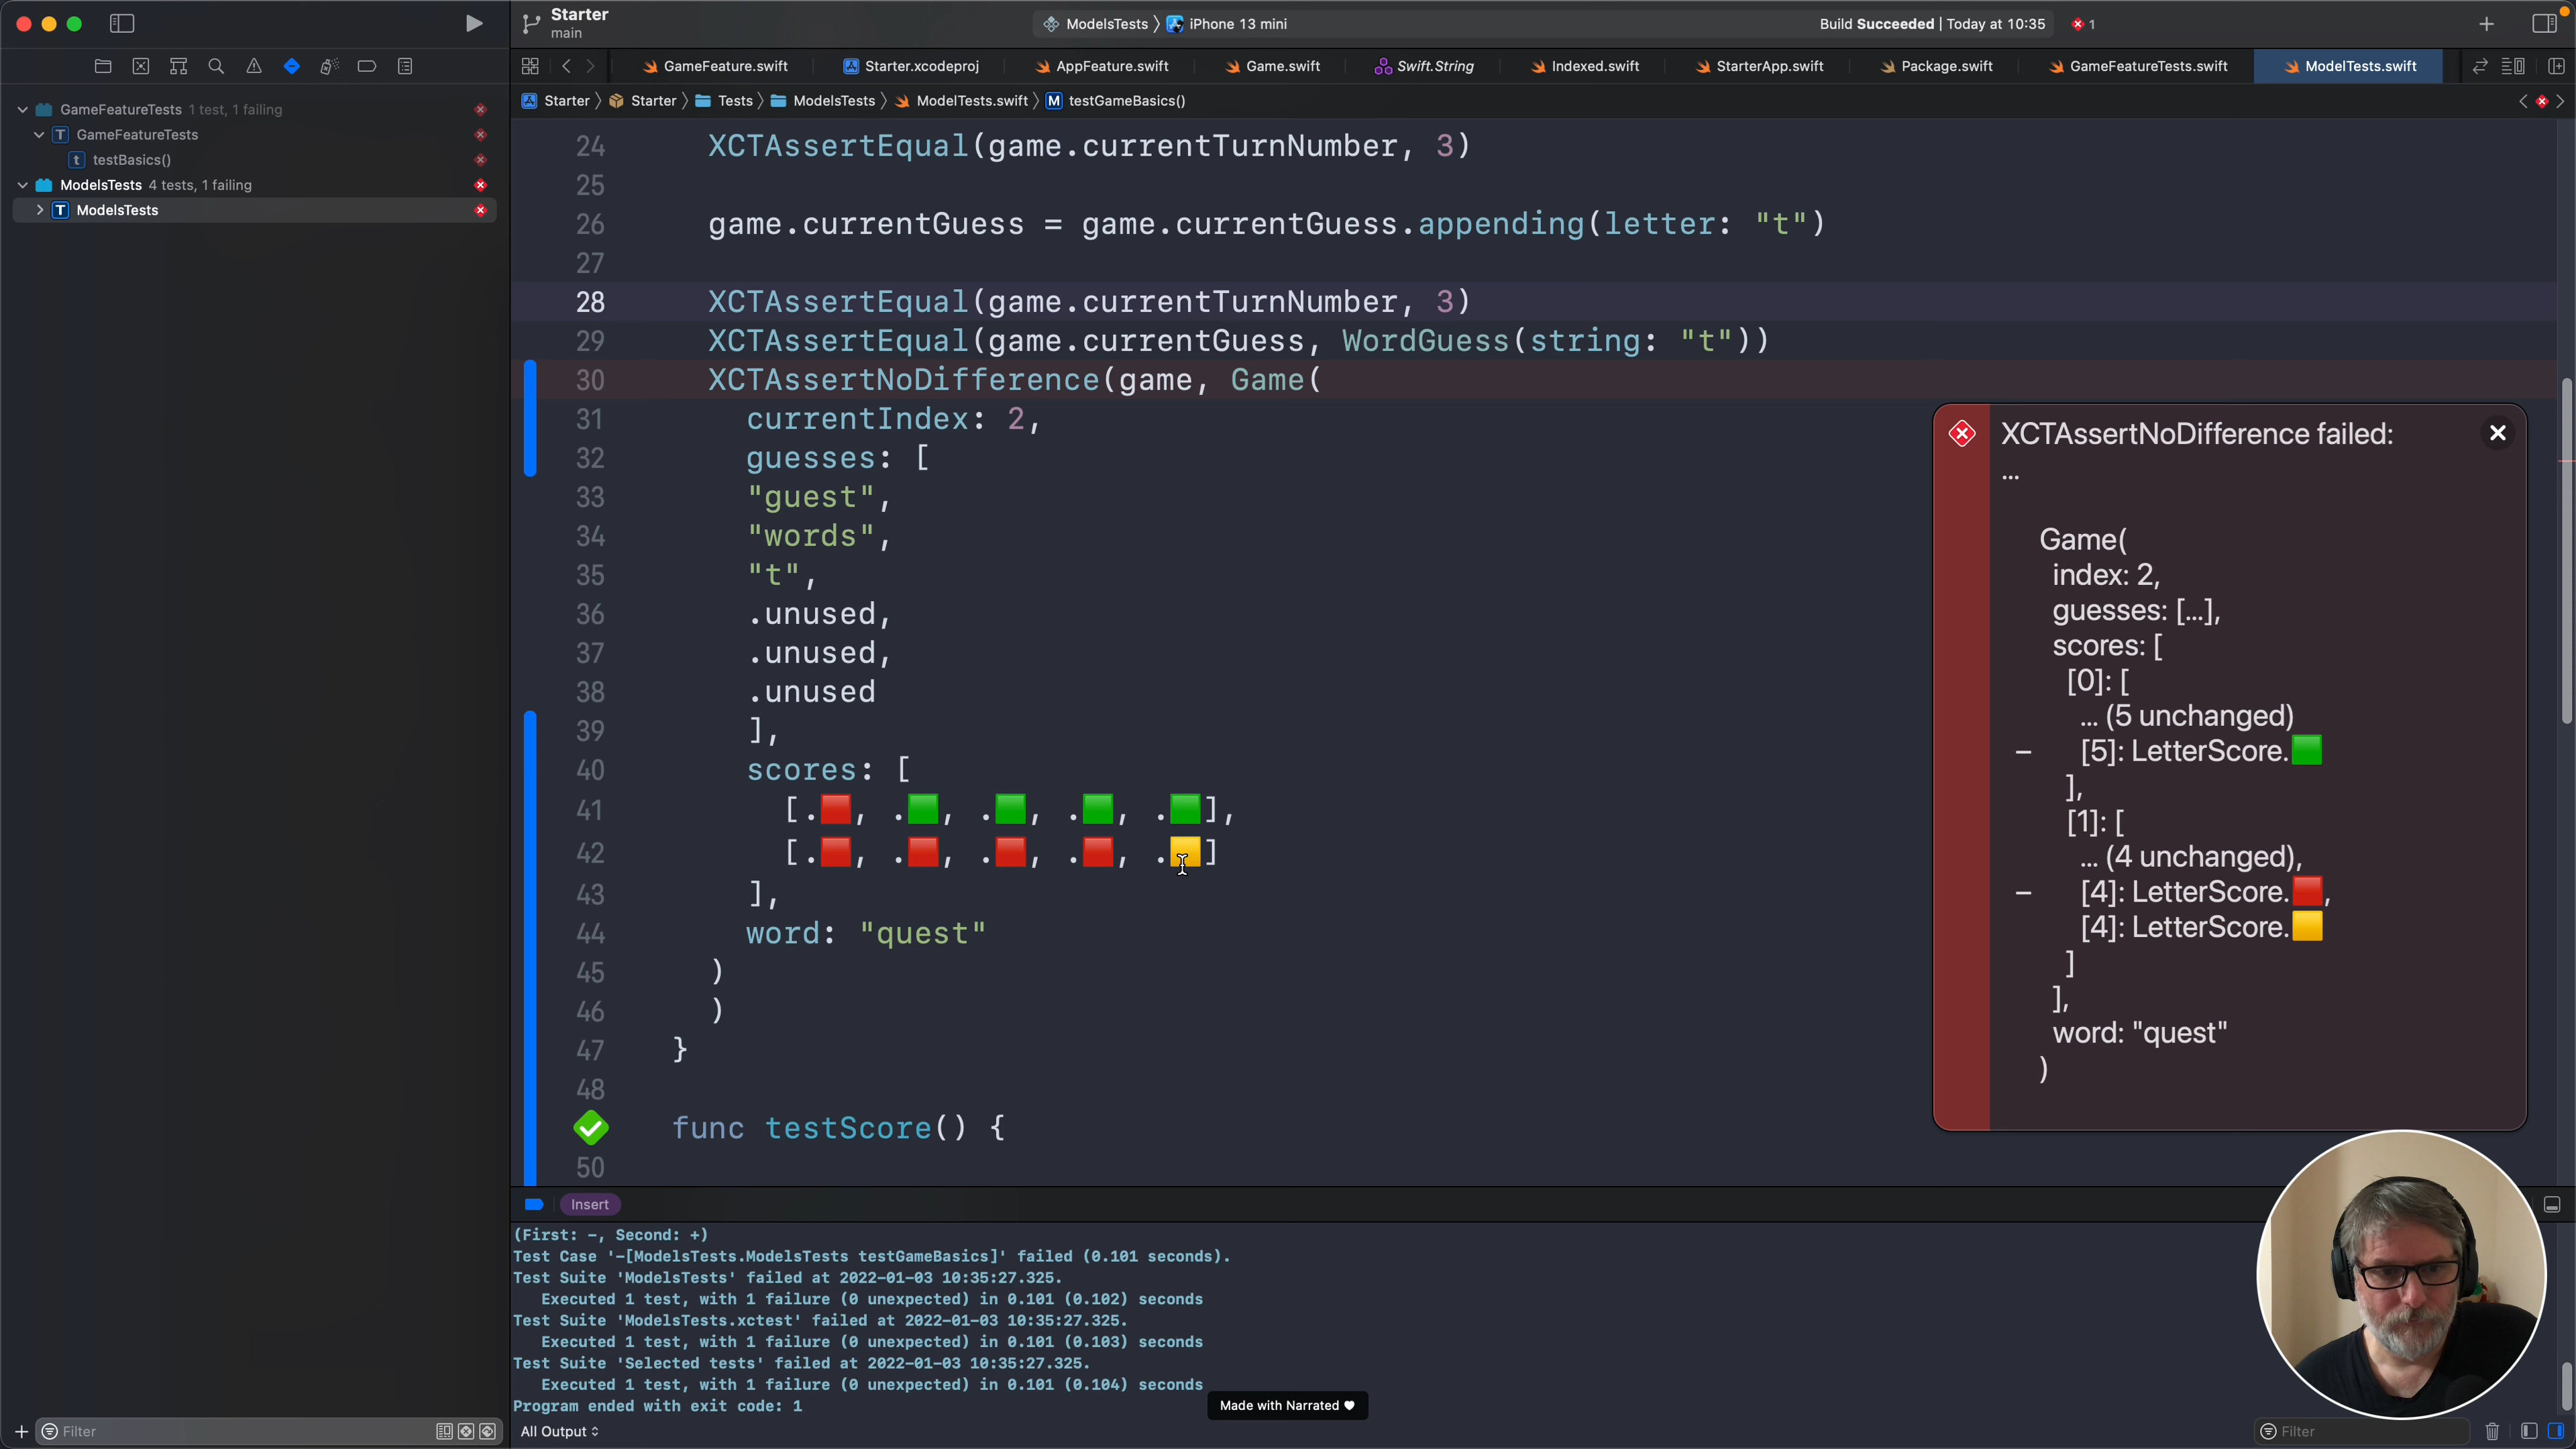 Starter
main
ModelsTests
iPhone 13 mini
Build Succeeded | Today at 10:35
1
GameFeature.swift
Starter.xcodeproj
AppFeature.swift
Game.swift
Swift.String
Indexed.swift
StarterApp.swift
Package.swift
GameFeatureTests.swift
ModelTests.swift
Starter
Starter
Tests
ModelsTests
ModelTests.swift
M testGameBasics()
GameFeatureTests 1 test, 1 failing
T GameFeatureTests
t testBasics()
ModelsTests 4 tests, 1 failing
T ModelsTests
24 XCTAssertEqual(game.currentTurnNumber, 3)
25
26 game.currentGuess = game.currentGuess.appending(letter: "t")
27
28 XCTAssertEqual(game.currentTurnNumber, 3)
29 XCTAssertEqual(game.currentGuess, WordGuess(string: "t"))
30 XCTAssertNoDifference(game, Game(
31 currentIndex: 2,
32 guesses: [
33 "guest",
34 "words",
35 "t",
36 .unused,
37 .unused,
38 .unused
39 ],
40 scores: [
41 [.🟥, .🟩, .🟩, .🟩, .🟩],
42 [.🟥, .🟥, .🟥, .🟥, .🟨]
43 ],
44 word: "quest"
45 )
46 )
47 }
48
func testScore() {
50
XCTAssertNoDifference failed:
…
Game(
index: 2,
guesses: […],
scores: [
[0]: [
… (5 unchanged)
− [5]: LetterScore.🟩
],
[1]: [
… (4 unchanged),
− [4]: LetterScore.🟥,
[4]: LetterScore.🟨
]
],
word: "quest"
)
Insert
(First: −, Second: +)
Test Case '-[ModelsTests.ModelsTests testGameBasics]' failed (0.101 seconds).
Test Suite 'ModelsTests' failed at 2022-01-03 10:35:27.325.
Executed 1 test, with 1 failure (0 unexpected) in 0.101 (0.102) seconds
Test Suite 'ModelsTests.xctest' failed at 2022-01-03 10:35:27.325.
Executed 1 test, with 1 failure (0 unexpected) in 0.101 (0.103) seconds
Test Suite 'Selected tests' failed at 2022-01-03 10:35:27.325.
Executed 1 test, with 1 failure (0 unexpected) in 0.101 (0.104) seconds
Program ended with exit code: 1
Made with Narrated ♥
Filter
All Output
Filter